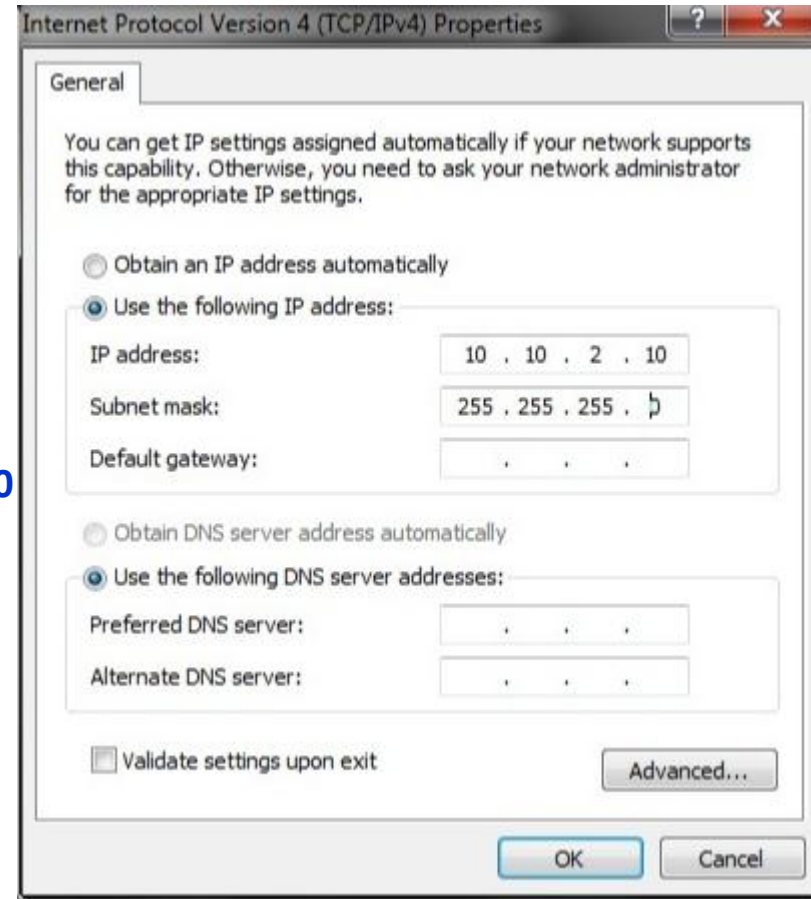 Internet Protocol Version 4 (TCP/IPv4) Properties
General
You can get IP settings assigned automatically if your network supports
this capability. Otherwise, you need to ask your network administrator
for the appropriate IP settings.
Obtain an IP address automatically
Use the following IP address:
IP address: 10 . 10 . 2 . 10
Subnet mask: 255 . 255 . 255 . 0
Default gateway: . . .
0
Obtain DNS server address automatically
Use the following DNS server addresses:
Preferred DNS server: . . .
Alternate DNS server: . . .
Validate settings upon exit
Advanced...
OK Cancel